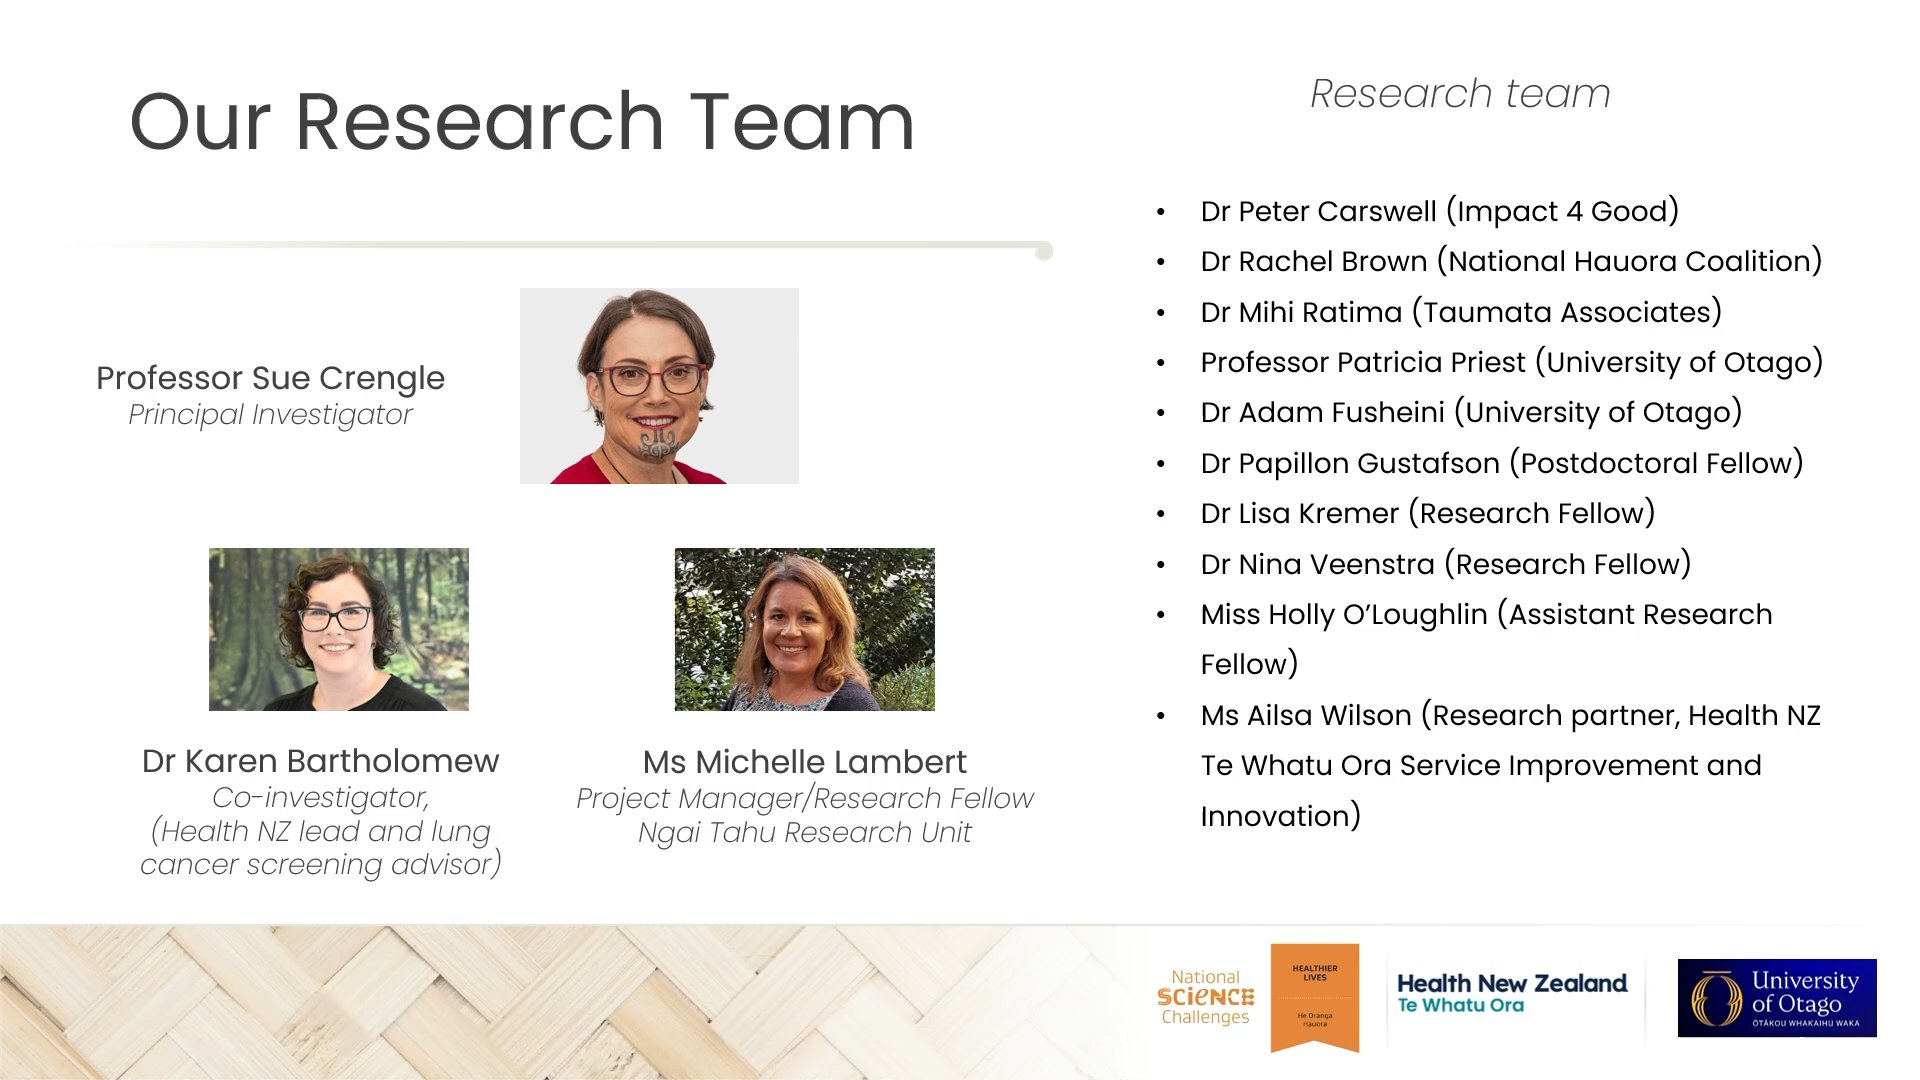 Our Research Team
Professor Sue Crengle
Principal Investigator
Dr Karen Bartholomew
Co-investigator,
(Health NZ lead and lung
cancer screening advisor)
Ms Michelle Lambert
Project Manager/Research Fellow
Ngai Tahu Research Unit
Research team
• Dr Peter Carswell (Impact 4 Good)
• Dr Rachel Brown (National Hauora Coalition)
• Dr Mihi Ratima (Taumata Associates)
• Professor Patricia Priest (University of Otago)
• Dr Adam Fusheini (University of Otago)
• Dr Papillon Gustafson (Postdoctoral Fellow)
• Dr Lisa Kremer (Research Fellow)
• Dr Nina Veenstra (Research Fellow)
• Miss Holly O’Loughlin (Assistant Research
Fellow)
• Ms Ailsa Wilson (Research partner, Health NZ
Te Whatu Ora Service Improvement and
Innovation)
National
SCIENCE
Challenges
HEALTHIER
LIVES
He Oranga
Hauora
Health New Zealand
Te Whatu Ora
University
of Otago
ŌTĀKOU WHAKAIHU WAKA